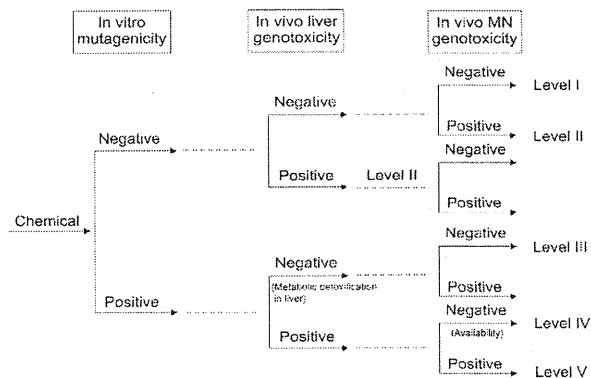 In vitro
mutagenicity
In vivo liver
genotoxicity
In vivo MN
genotoxicity
Negative
Level I
Negative
Positive
Level II
Negative
Negative
Positive
Level II
Positive
Chemical
Negative
Level III
Negative
(Metabolic detoxification
in liver)
Positive
Positive
Negative
Level IV
(Availability)
Positive
Positive
Level V